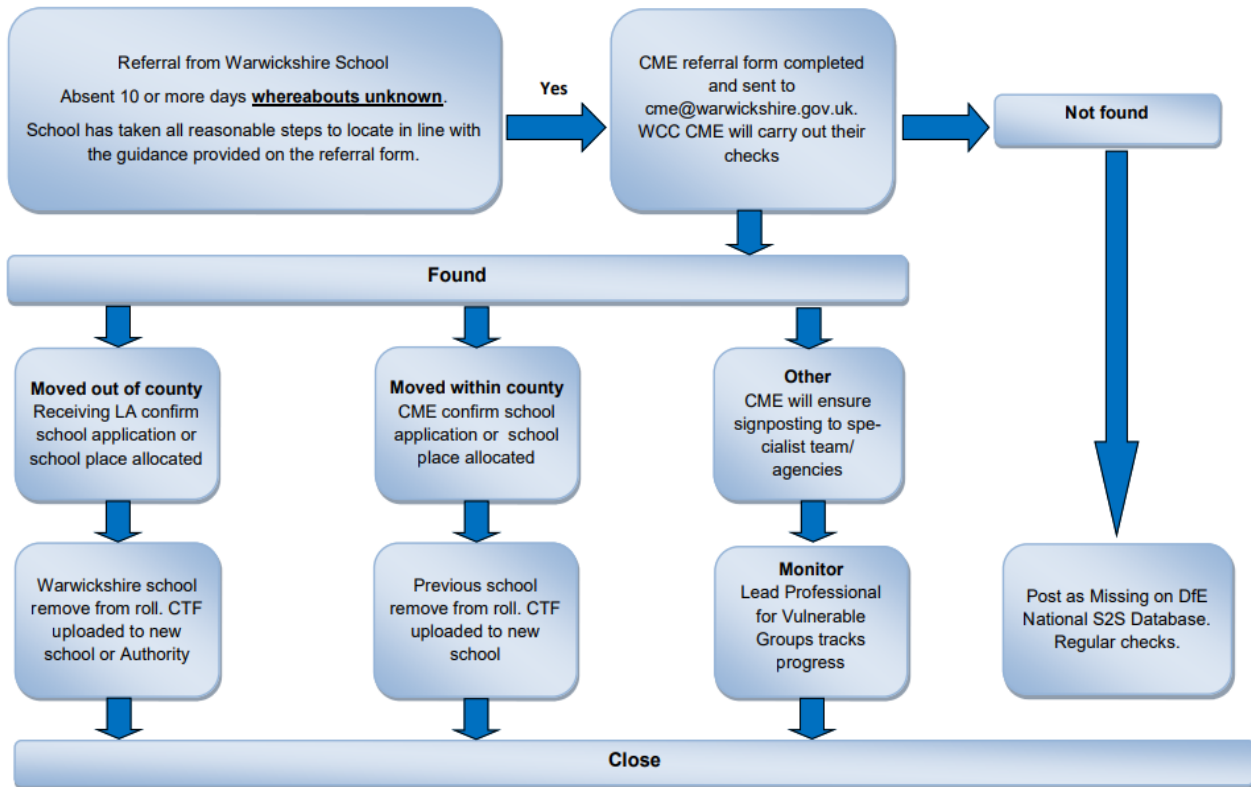 Referral from Warwickshire School
Absent 10 or more days whereabouts unknown.
School has taken all reasonable steps to locate in line with
the guidance provided on the referral form.
Yes
CME referral form completed
and sent to
cme@warwickshire.gov.uk.
WCC CME will carry out their
checks
Not found
Found
Moved out of county
Receiving LA confirm
school application or
school place allocated
Moved within county
CME confirm school
application or school
place allocated
Other
CME will ensure
signposting to spe-
cialist team/
agencies
Warwickshire school
remove from roll. CTF
uploaded to new
school or Authority
Previous school
remove from roll. CTF
uploaded to new
school
Monitor
Lead Professional
for Vulnerable
Groups tracks
progress
Post as Missing on DfE
National S2S Database.
Regular checks.
Close